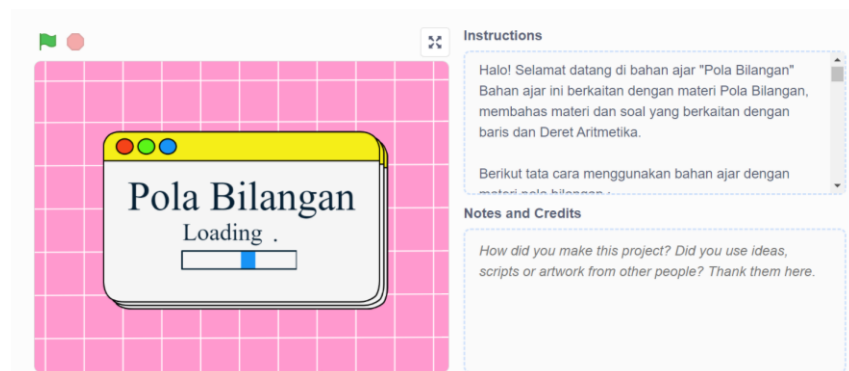 Pola Bilangan
Loading .
Instructions
Halo! Selamat datang di bahan ajar "Pola Bilangan"
Bahan ajar ini berkaitan dengan materi Pola Bilangan,
membahas materi dan soal yang berkaitan dengan
baris dan Deret Aritmetika.
Berikut tata cara menggunakan bahan ajar dengan
materi pola bilangan :
Notes and Credits
How did you make this project? Did you use ideas,
scripts or artwork from other people? Thank them here.